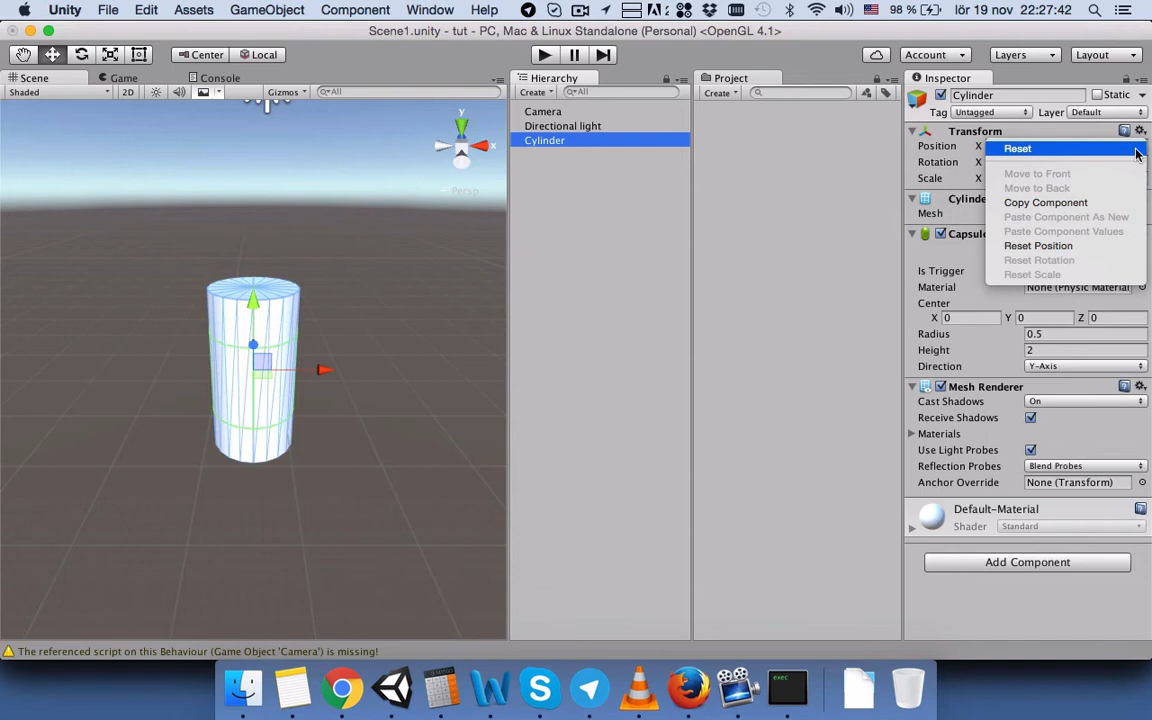 Unity File Edit Assets GameObject Component Window Help 98 % lör 19 nov 22:27:42
Scene1.unity - tut - PC, Mac & Linux Standalone (Personal) <OpenGL 4.1>
Center Local Account Layers Layout
Scene Game Console Hierarchy Project Inspector
Shaded 2D Gizmos All Create All Create Cylinder Static
Tag Untagged Layer Default
Camera
Directional light
Cylinder
y
x
Persp
Transform
Position X
Rotation X
Scale X
Reset
Move to Front
Move to Back
Copy Component
Paste Component As New
Paste Component Values
Reset Position
Reset Rotation
Reset Scale
Cylinde
Mesh
Capsule
Is Trigger
Material None (Physic Material
Center
X 0 Y 0 Z 0
Radius 0.5
Height 2
Direction Y-Axis
Mesh Renderer
Cast Shadows On
Receive Shadows
Materials
Use Light Probes
Reflection Probes Blend Probes
Anchor Override None (Transform)
Default-Material
Shader Standard
Add Component
The referenced script on this Behaviour (Game Object 'Camera') is missing!
exec